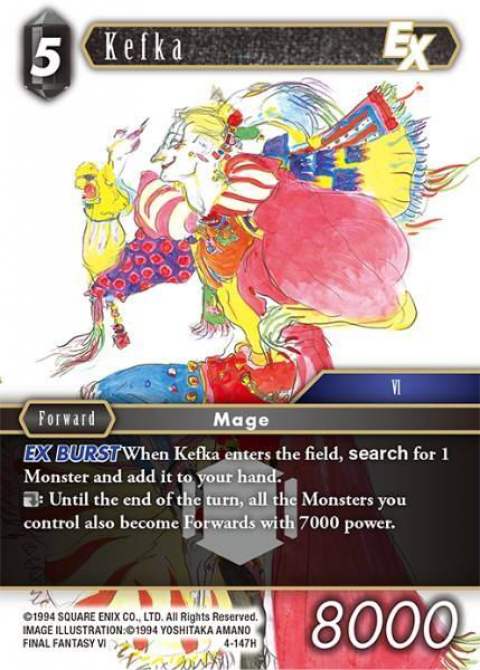 5
Kefka
EX
VI
Forward
Mage
EX BURST When Kefka enters the field, search for 1
Monster and add it to your hand.
: Until the end of the turn, all the Monsters you
control also become Forwards with 7000 power.
©1994 SQUARE ENIX CO., LTD. All Rights Reserved.
IMAGE ILLUSTRATION:©1994 YOSHITAKA AMANO
FINAL FANTASY VI 4-147H
8000